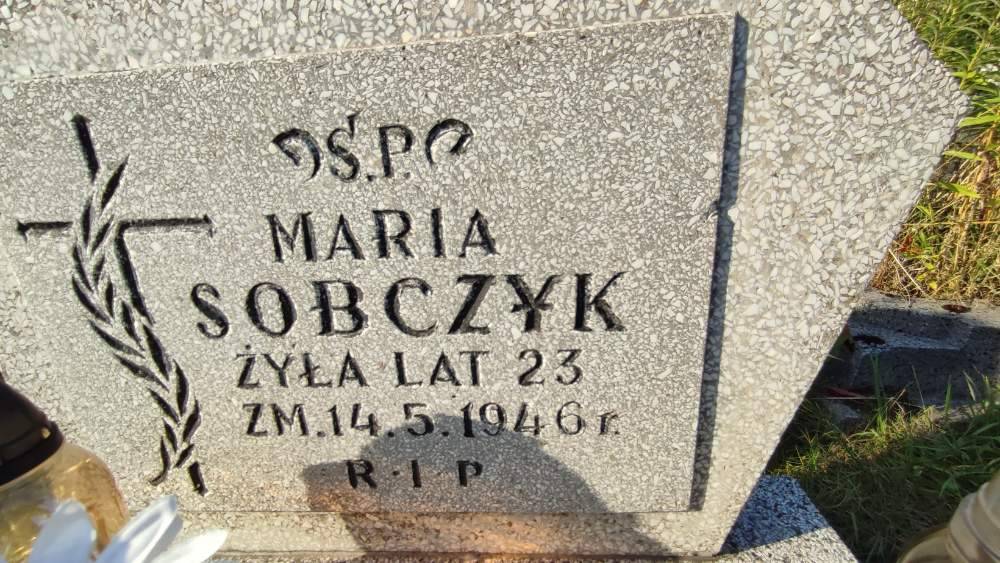 Ś.P.
MARIA
SOBCZYK
ŻYŁA LAT 23
ZM. 14.5.1946 r.
R·I·P